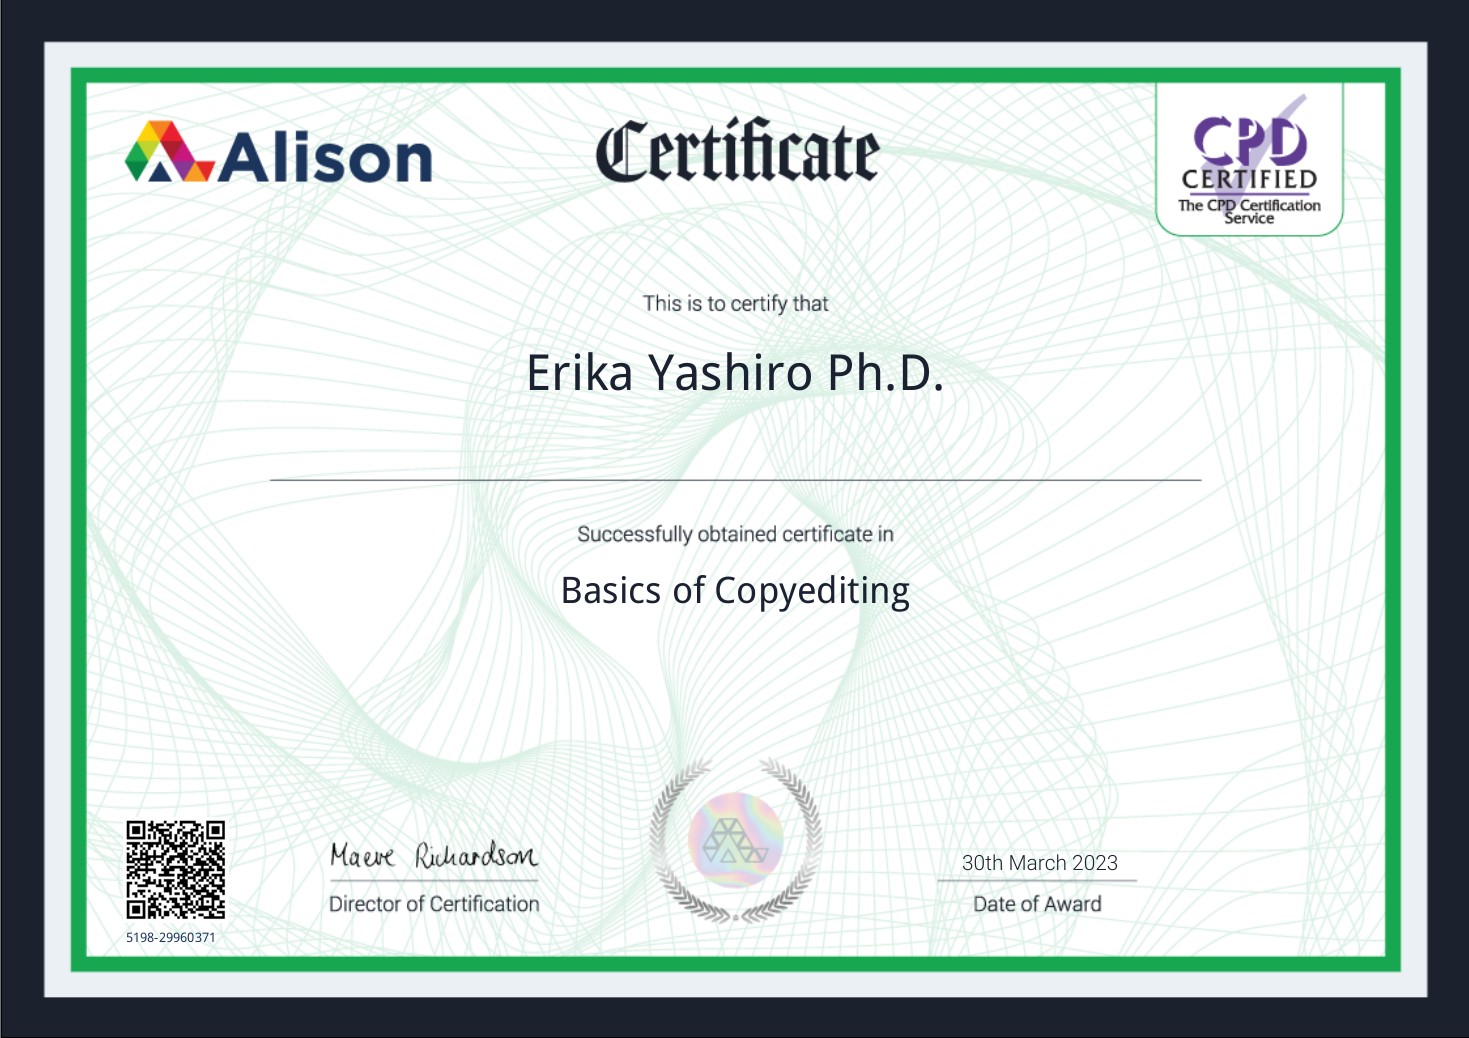 Alison
Certificate
CPD
CERTIFIED
The CPD Certification
Service
This is to certify that
Erika Yashiro Ph.D.
Successfully obtained certificate in
Basics of Copyediting
Maeve Richardson
Director of Certification
30th March 2023
Date of Award
5198-29960371